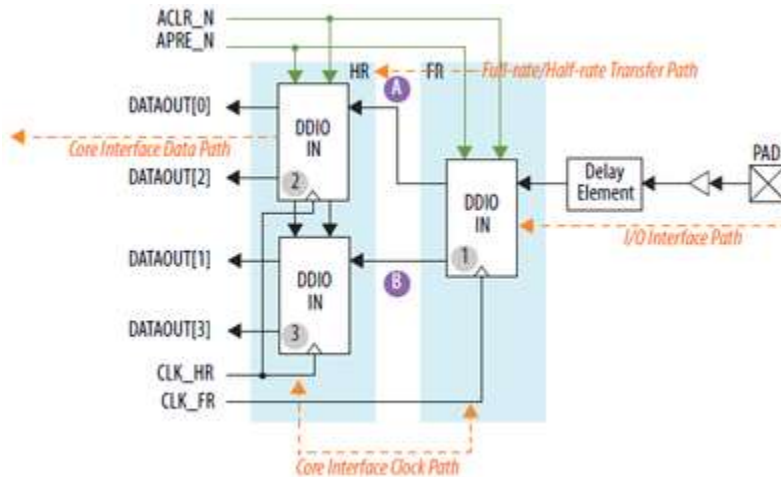 ACLR_N
APRE_N
HR
FR
Full-rate/Half-rate Transfer Path
A
DATAOUT[0]
Core Interface Data Path
DDIO
IN
2
DATAOUT[2]
DDIO
IN
1
Delay
Element
PAD
I/O Interface Path
DATAOUT[1]
DDIO
IN
3
B
DATAOUT[3]
CLK_HR
CLK_FR
Core Interface Clock Path